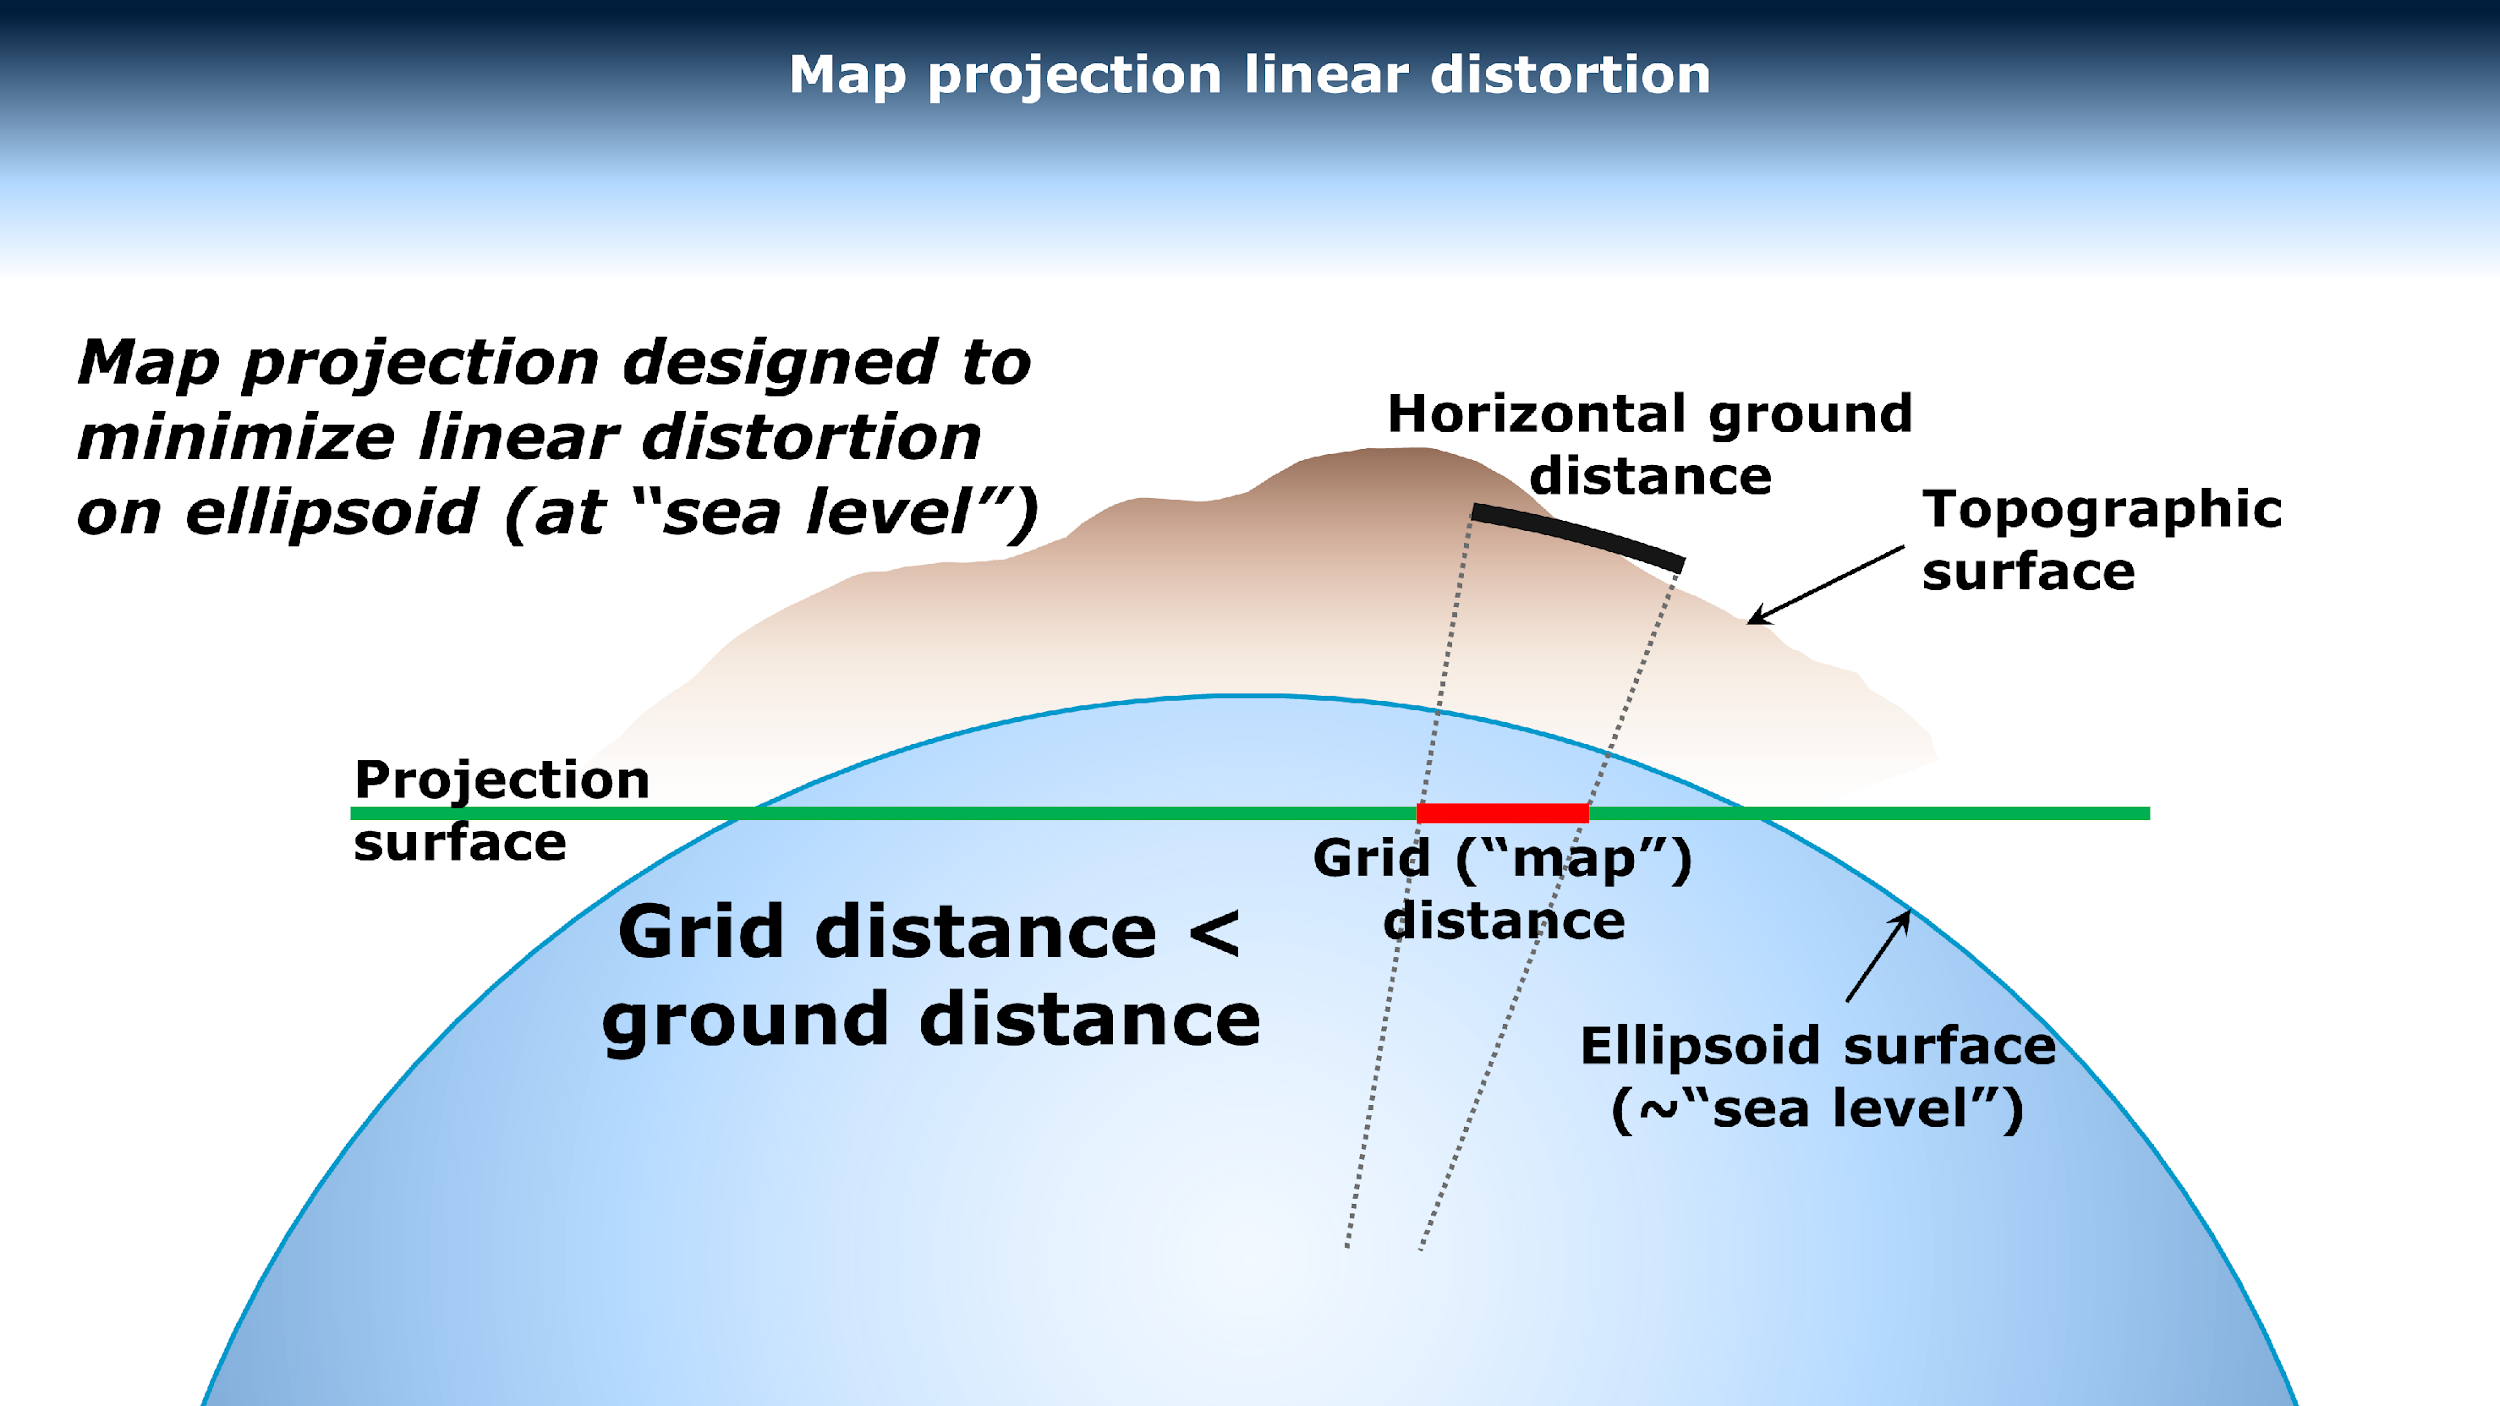 Map projection linear distortion
Map projection designed to
minimize linear distortion
on ellipsoid (at “sea level”)
Horizontal ground
distance
Topographic
surface
Projection
surface
Grid (“map”)
distance
Grid distance <
ground distance
Ellipsoid surface
(~“sea level”)